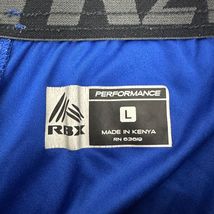 RBX
PERFORMANCE
L
MADE IN KENYA
RN 63619